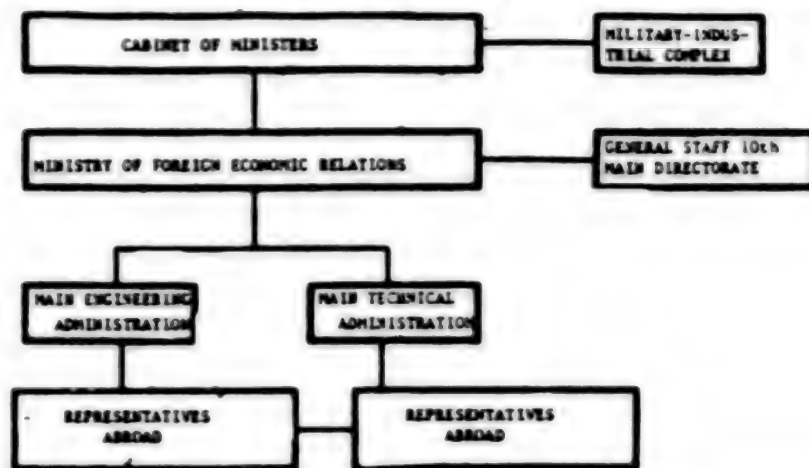 CABINET OF MINISTERS
MILITARY-INDUS-
TRIAL COMPLEX
MINISTRY OF FOREIGN ECONOMIC RELATIONS
GENERAL STAFF 10th
MAIN DIRECTORATE
MAIN ENGINEERING
ADMINISTRATION
MAIN TECHNICAL
ADMINISTRATION
REPRESENTATIVES
ABROAD
REPRESENTATIVES
ABROAD